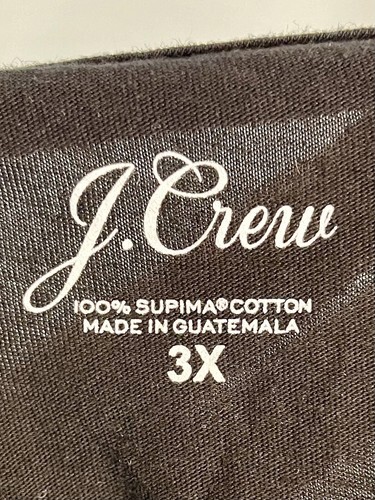 J.Crew
100% SUPIMA® COTTON
MADE IN GUATEMALA
3X